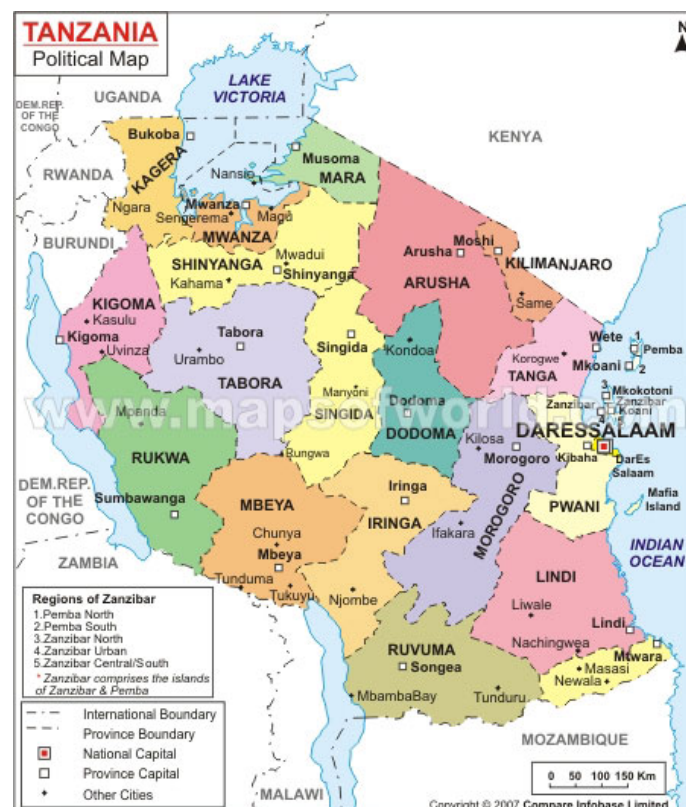 TANZANIA
Political Map
N
UGANDA
LAKE
VICTORIA
DEM.REP.
OF THE
CONGO
KENYA
Bukoba
KAGERA
Musoma
MARA
RWANDA
Nansio
Ngara
Mwanza
Sengerema
Magu
MWANZA
BURUNDI
SHINYANGA
Mwadui
Shinyanga
Kahama
Arusha
Moshi
ARUSHA
KILIMANJARO
Same
KIGOMA
Kasulu
Kigoma
Uvinza
Tabora
Urambo
TABORA
Singida
Kondoa
Manyoni
SINGIDA
Korogwe
TANGA
Wete
1
Pemba
Mkoani
2
3
Mkokotoni
Zanzibar
Zanzibar
Koani
5
www.mapsofworld.com
Mpanda
RUKWA
Sumbawanga
Dodoma
DODOMA
DARESSALAAM
Kilosa
Morogoro
Kibaha
DarEs
Salaam
Rungwa
MBEYA
Chunya
Mbeya
Tunduma
Tukuyu
Iringa
IRINGA
Ifakara
MOROGORO
Njombe
PWANI
Mafia
Island
INDIAN
OCEAN
DEM.REP.
OF THE
CONGO
ZAMBIA
LINDI
Liwale
Lindi
Nachingwea
Mtwara
Masasi
Newala
RUVUMA
Songea
MbambaBay
Tunduru
MOZAMBIQUE
MALAWI
Regions of Zanzibar
1.Pemba North
2.Pemba South
3.Zanzibar North
4.Zanzibar Urban
5.Zanzibar Central/South
* Zanzibar comprises the islands
of Zanzibar & Pemba
International Boundary
Province Boundary
National Capital
Province Capital
Other Cities
0 50 100 150 Km
Copyright © 2007 Compare Infobase Limited